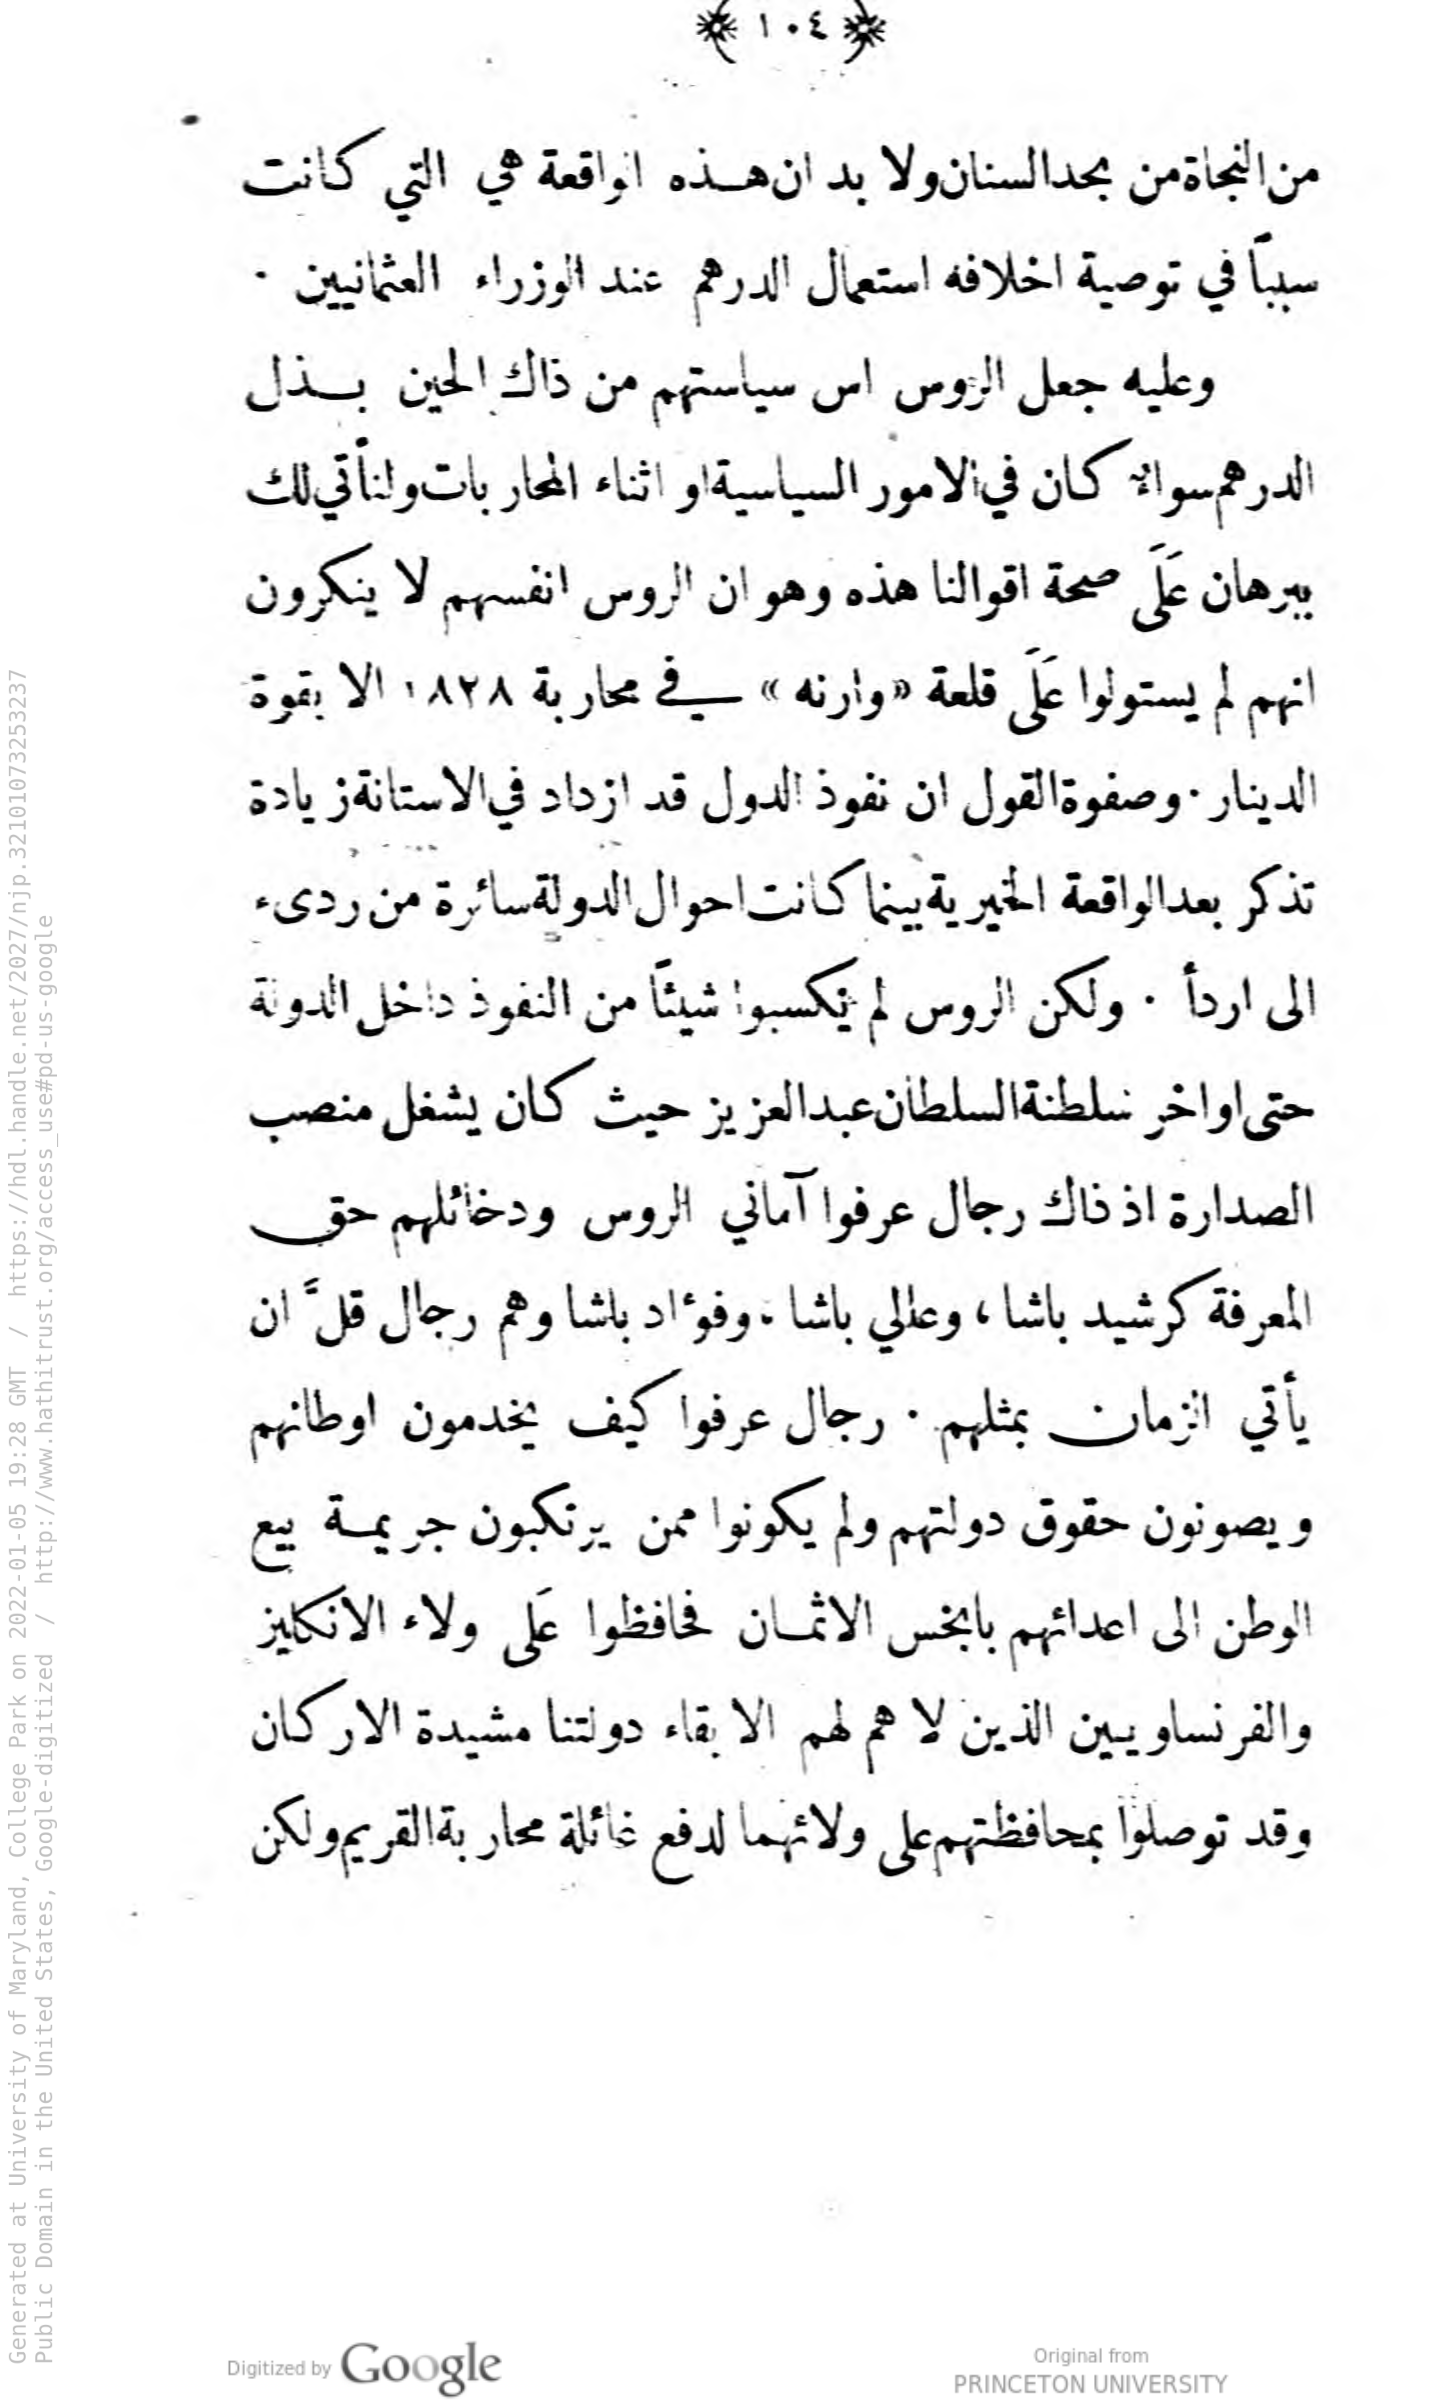 ﴿ ١٠٤ ﴾
من النجاة من بحد السنان ولا بد ان هـذه الواقعة هي التي كانت
سبباً في توصية اخلافه استعمال الدرهم عند الوزراء العثمانيين ·
وعليه جعل الروس اس سياستهم من ذاك الحين بـذل
الدرهم سواءٌ كان في الامور السياسية او اثناء المحاربات ولنأتي لك
ببرهان عَلَى صحة اقوالنا هذه وهو ان الروس انفسهم لا ينكرون
انهم لم يستولوا عَلَى قلعة «وارنه» في محاربة ١٨٢٨ الا بقوة
الدينار · وصفوة القول ان نفوذ الدول قد ازداد في الاستانة زيادة
تذكر بعد الواقعة الخيرية بينما كانت احوال الدولة سائرة من ردىء
الى اردأ · ولكن الروس لم يكسبوا شيئاً من النفوذ داخل الدولة
حتى اواخر سلطنة السلطان عبد العزيز حيث كان يشغل منصب
الصدارة اذ ذاك رجال عرفوا آماني الروس ودخائلهم حق
المعرفة كرشيد باشا ، وعالي باشا ، وفؤاد باشا وهم رجال قلَّ ان
يأتي الزمان بمثلهم · رجال عرفوا كيف يخدمون اوطانهم
ويصونون حقوق دولتهم ولم يكونوا ممن يرتكبون جريمـة بيع
الوطن الى اعدائهم بابخس الاثمـان فحافظوا عَلى ولاء الانكليز
والفرنساويين الذين لا هم لهم الا بقاء دولتنا مشيدة الاركان
وقد توصلوا بمحافظتهم على ولائهما لدفع غائلة محاربة القريم ولكن
Generated at University of Maryland, College Park on 2022-01-05 19:28 GMT / https://hdl.handle.net/2027/njp.32101073253237
Public Domain in the United States, Google-digitized / http://www.hathitrust.org/access_use#pd-us-google
Digitized by Google
Original from
PRINCETON UNIVERSITY